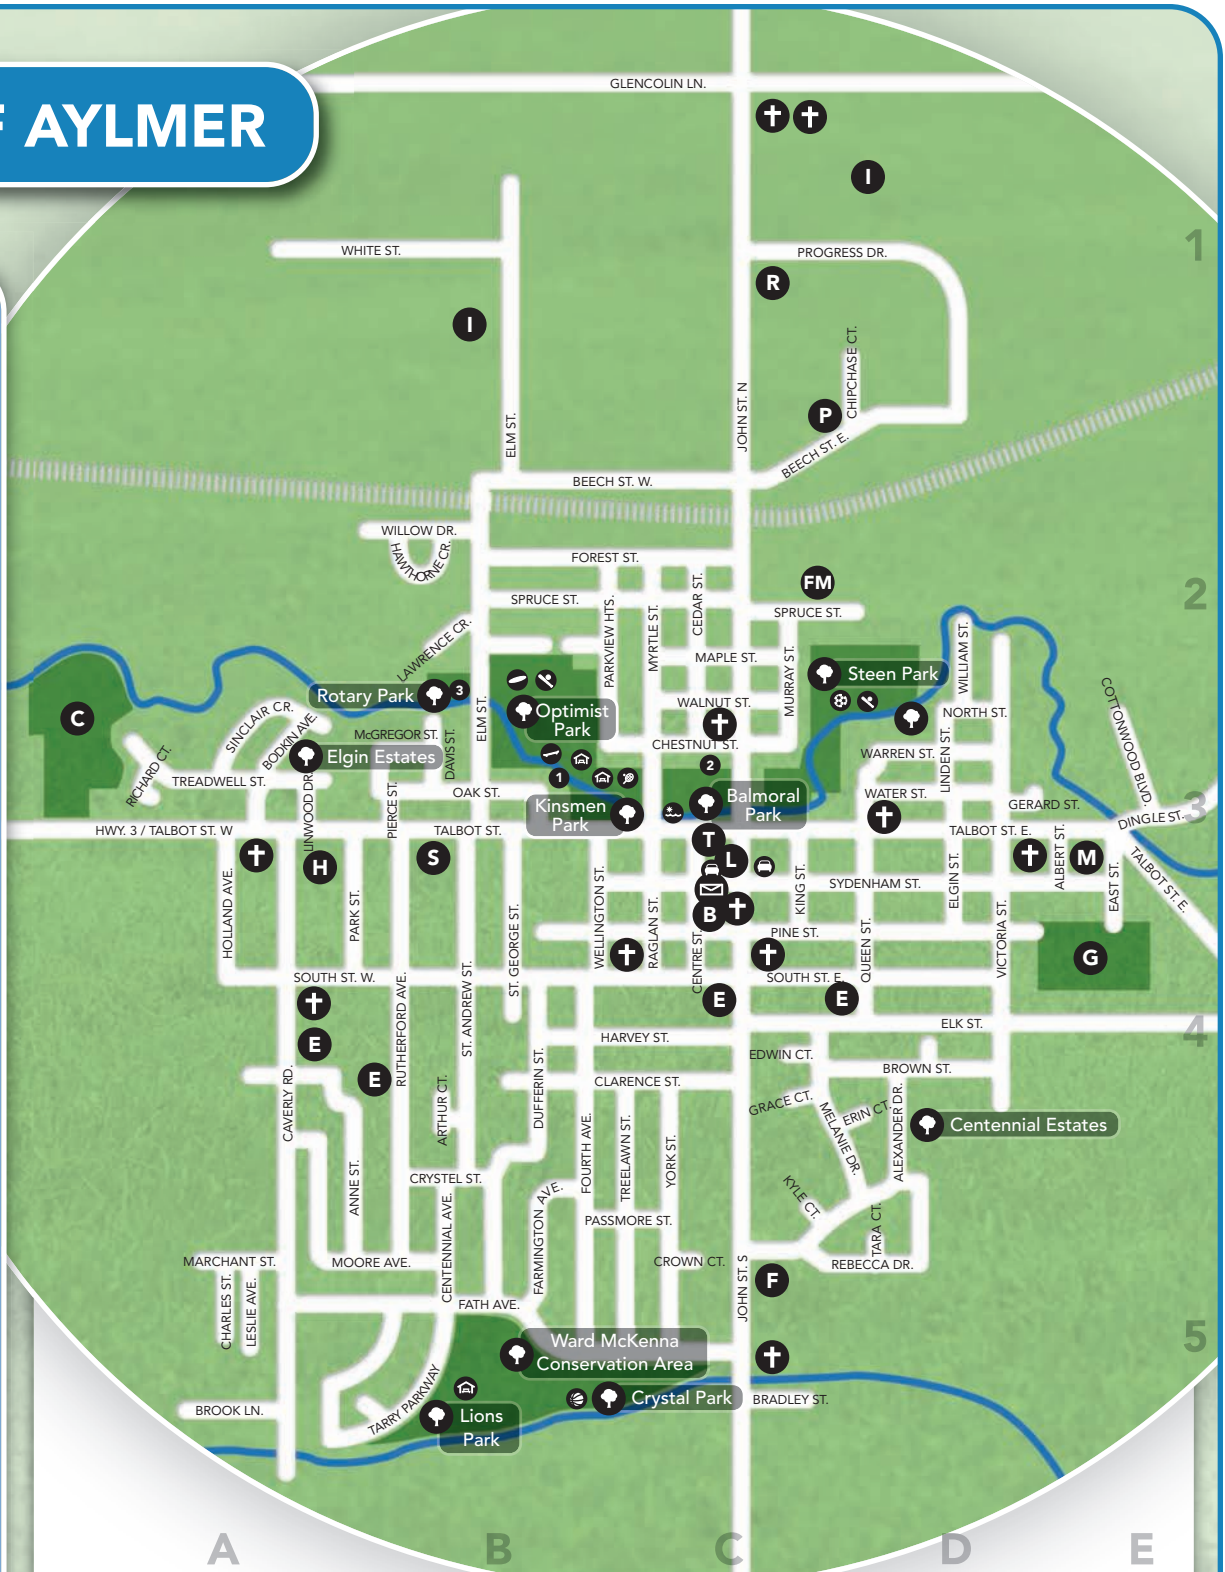 F AYLMER
GLENCOLIN LN.
I
1
WHITE ST.
PROGRESS DR.
R
I
CHIPCHASE CT.
JOHN ST. N
P
ELM ST.
BEECH ST. E.
BEECH ST. W.
WILLOW DR.
HAWTHORNE CR.
FOREST ST.
FM
2
CEDAR ST.
SPRUCE ST.
PARKVIEW HTS.
MYRTLE ST.
SPRUCE ST.
LAWRENCE CR.
WILLIAM ST.
MAPLE ST.
MURRAY ST.
Steen Park
Rotary Park
3
C
ELM ST.
Optimist
Park
WALNUT ST.
NORTH ST.
COTTONWOOD BLVD.
SINCLAIR CR.
BODKIN AVE.
McGREGOR ST.
DAVIS ST.
CHESTNUT ST.
WARREN ST.
LINDEN ST.
Elgin Estates
2
1
RICHARD CT.
TREADWELL ST.
LINWOOD DR.
PIERCE ST.
OAK ST.
Kinsmen
Park
Balmoral
Park
WATER ST.
GERARD ST.
3
DINGLE ST.
HWY. 3 / TALBOT ST. W
TALBOT ST.
TALBOT ST. E.
T
H
S
L
M
ALBERT ST.
TALBOT ST. E.
HOLLAND AVE.
PARK ST.
WELLINGTON ST.
KING ST.
SYDENHAM ST.
ELGIN ST.
EAST ST.
B
ST. GEORGE ST.
RAGLAN ST.
CENTRE ST.
PINE ST.
QUEEN ST.
VICTORIA ST.
G
SOUTH ST. W.
SOUTH ST. E.
E
E
RUTHERFORD AVE.
ST. ANDREW ST.
ELK ST.
4
HARVEY ST.
E
EDWIN CT.
BROWN ST.
E
CAVERLY RD.
ARTHUR CT.
DUFFERIN ST.
CLARENCE ST.
GRACE CT.
ERIN CT.
MELANIE DR.
ALEXANDER DR.
Centennial Estates
ANNE ST.
FOURTH AVE.
TREELAWN ST.
YORK ST.
CRYSTEL ST.
KYLE CT.
CENTENNIAL AVE.
FARMINGTON AVE.
PASSMORE ST.
TARA CT.
MARCHANT ST.
MOORE AVE.
CROWN CT.
JOHN ST. S
REBECCA DR.
F
CHARLES ST.
LESLIE AVE.
FATH AVE.
5
Ward McKenna
Conservation Area
TARRY PARKWAY
Crystal Park
BRADLEY ST.
BROOK LN.
Lions
Park
A
B
C
D
E